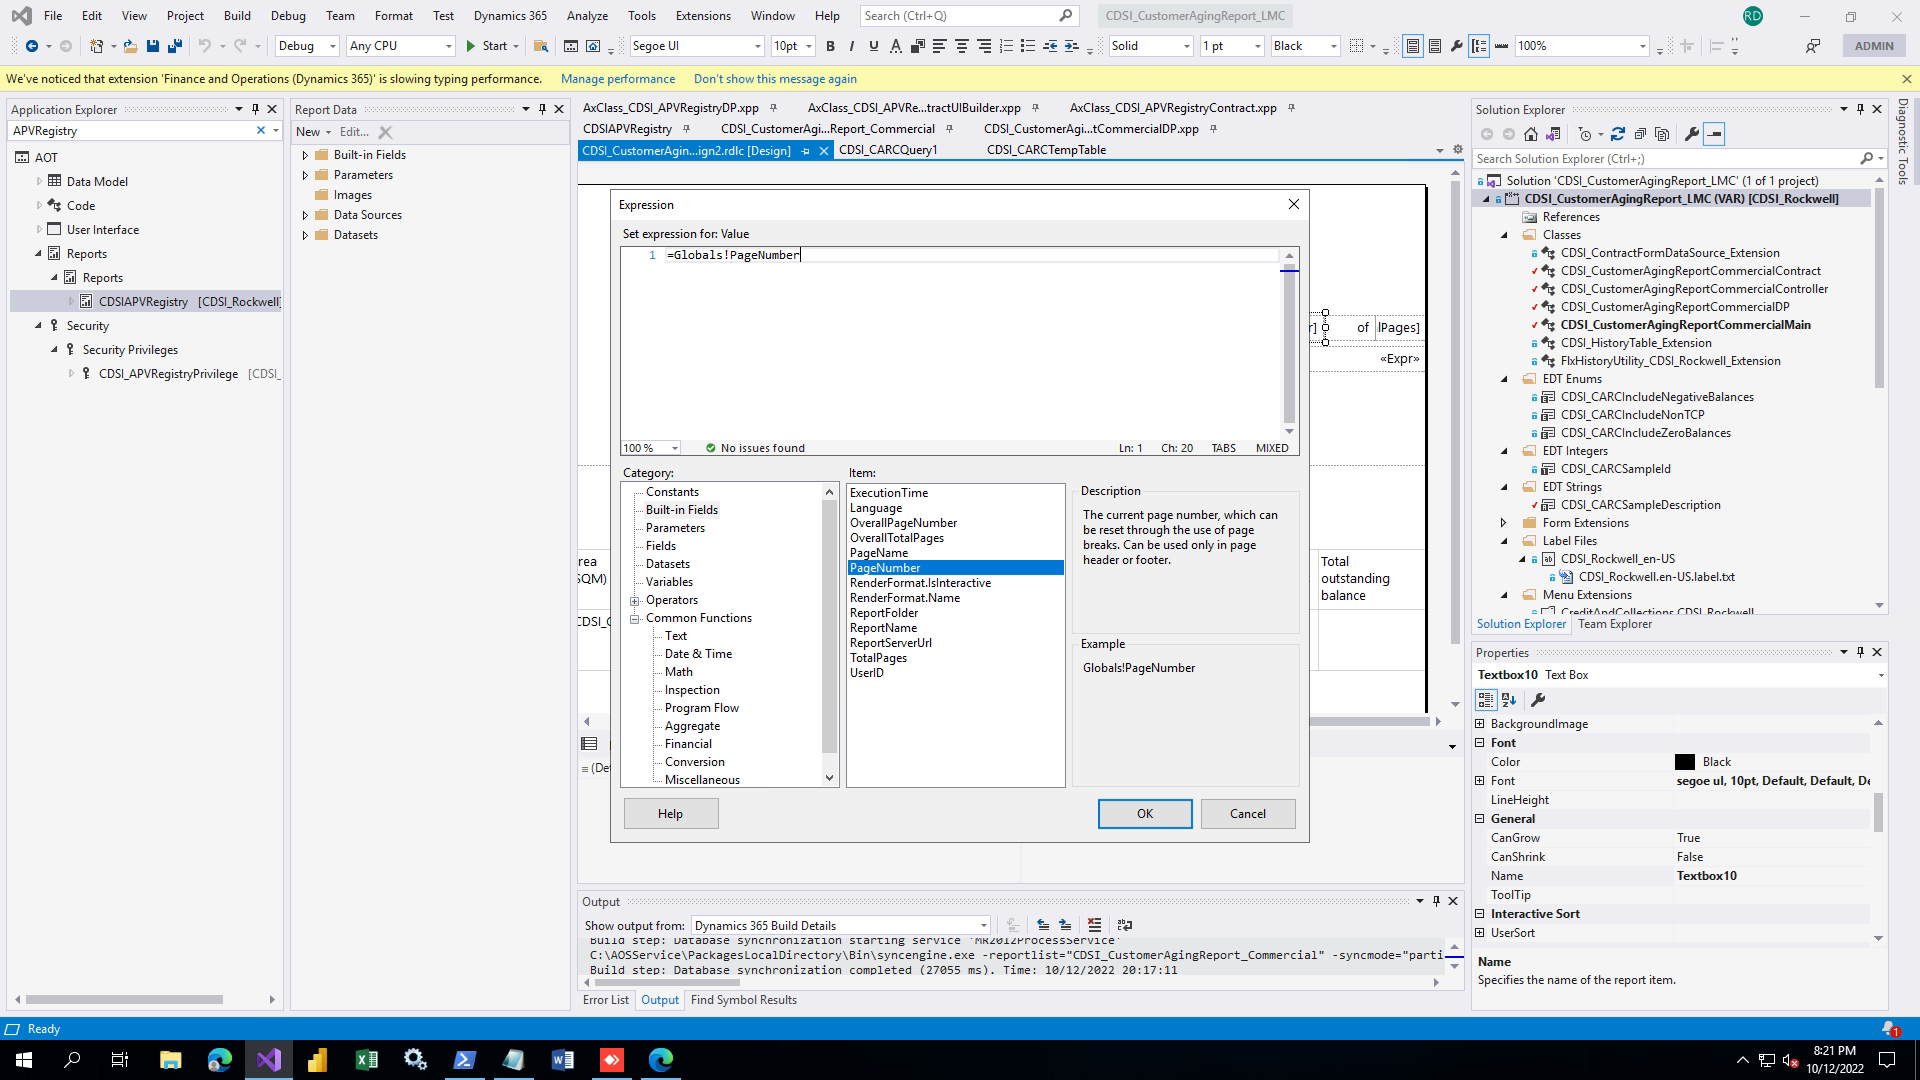 File Edit View Project Build Debug Team Format Test Dynamics 365 Analyze Tools Extensions Window Help Search (Ctrl+Q) CDSI_CustomerAgingReport_LMC RD
Debug Any CPU Start Segoe UI 10pt B I U A Solid 1 pt Black 100% ADMIN
We've noticed that extension 'Finance and Operations (Dynamics 365)' is slowing typing performance. Manage performance Don't show this message again
Application Explorer
APVRegistry
AOT
Data Model
Code
User Interface
Reports
Reports
CDSIAPVRegistry [CDSI_Rockwell]
Security
Security Privileges
CDSI_APVRegistryPrivilege [CDSI_
Report Data
New Edit...
Built-in Fields
Parameters
Images
Data Sources
Datasets
AxClass_CDSI_APVRegistryDP.xpp AxClass_CDSI_APVRe...tractUIBuilder.xpp AxClass_CDSI_APVRegistryContract.xpp
CDSIAPVRegistry CDSI_CustomerAgi...Report_Commercial CDSI_CustomerAgi...tCommercialDP.xpp
CDSI_CustomerAgin...ign2.rdlc [Design] CDSI_CARCQuery1 CDSI_CARCTempTable
r] of lPages]
«Expr»
rea
SQM)
Total
outstanding
balance
CDSI_C
(De
Expression
Set expression for: Value
1 =Globals!PageNumber
100 % No issues found Ln: 1 Ch: 20 TABS MIXED
Category:
Constants
Built-in Fields
Parameters
Fields
Datasets
Variables
Operators
Common Functions
Text
Date & Time
Math
Inspection
Program Flow
Aggregate
Financial
Conversion
Miscellaneous
Item:
ExecutionTime
Language
OverallPageNumber
OverallTotalPages
PageName
PageNumber
RenderFormat.IsInteractive
RenderFormat.Name
ReportFolder
ReportName
ReportServerUrl
TotalPages
UserID
Description
The current page number, which can
be reset through the use of page
breaks. Can be used only in page
header or footer.
Example
Globals!PageNumber
Help OK Cancel
Output
Show output from: Dynamics 365 Build Details
Build step: Database synchronization starting service 'MR2012ProcessService'
C:\AOSService\PackagesLocalDirectory\Bin\syncengine.exe -reportlist="CDSI_CustomerAgingReport_Commercial" -syncmode="parti
Build step: Database synchronization completed (27055 ms). Time: 10/12/2022 20:17:11
Error List Output Find Symbol Results
Solution Explorer
Search Solution Explorer (Ctrl+;)
Solution 'CDSI_CustomerAgingReport_LMC' (1 of 1 project)
CDSI_CustomerAgingReport_LMC (VAR) [CDSI_Rockwell]
References
Classes
CDSI_ContractFormDataSource_Extension
CDSI_CustomerAgingReportCommercialContract
CDSI_CustomerAgingReportCommercialController
CDSI_CustomerAgingReportCommercialDP
CDSI_CustomerAgingReportCommercialMain
CDSI_HistoryTable_Extension
FlxHistoryUtility_CDSI_Rockwell_Extension
EDT Enums
CDSI_CARCIncludeNegativeBalances
CDSI_CARCIncludeNonTCP
CDSI_CARCIncludeZeroBalances
EDT Integers
CDSI_CARCSampleId
EDT Strings
CDSI_CARCSampleDescription
Form Extensions
Label Files
CDSI_Rockwell_en-US
CDSI_Rockwell.en-US.label.txt
Menu Extensions
CreditAndCollections.CDSI_Rockwell
Solution Explorer Team Explorer
Diagnostic Tools
Properties
Textbox10 Text Box
BackgroundImage
Font
Color Black
Font segoe ul, 10pt, Default, Default, De
LineHeight
General
CanGrow True
CanShrink False
Name Textbox10
ToolTip
Interactive Sort
UserSort
Name
Specifies the name of the report item.
Ready
1
8:21 PM
10/12/2022